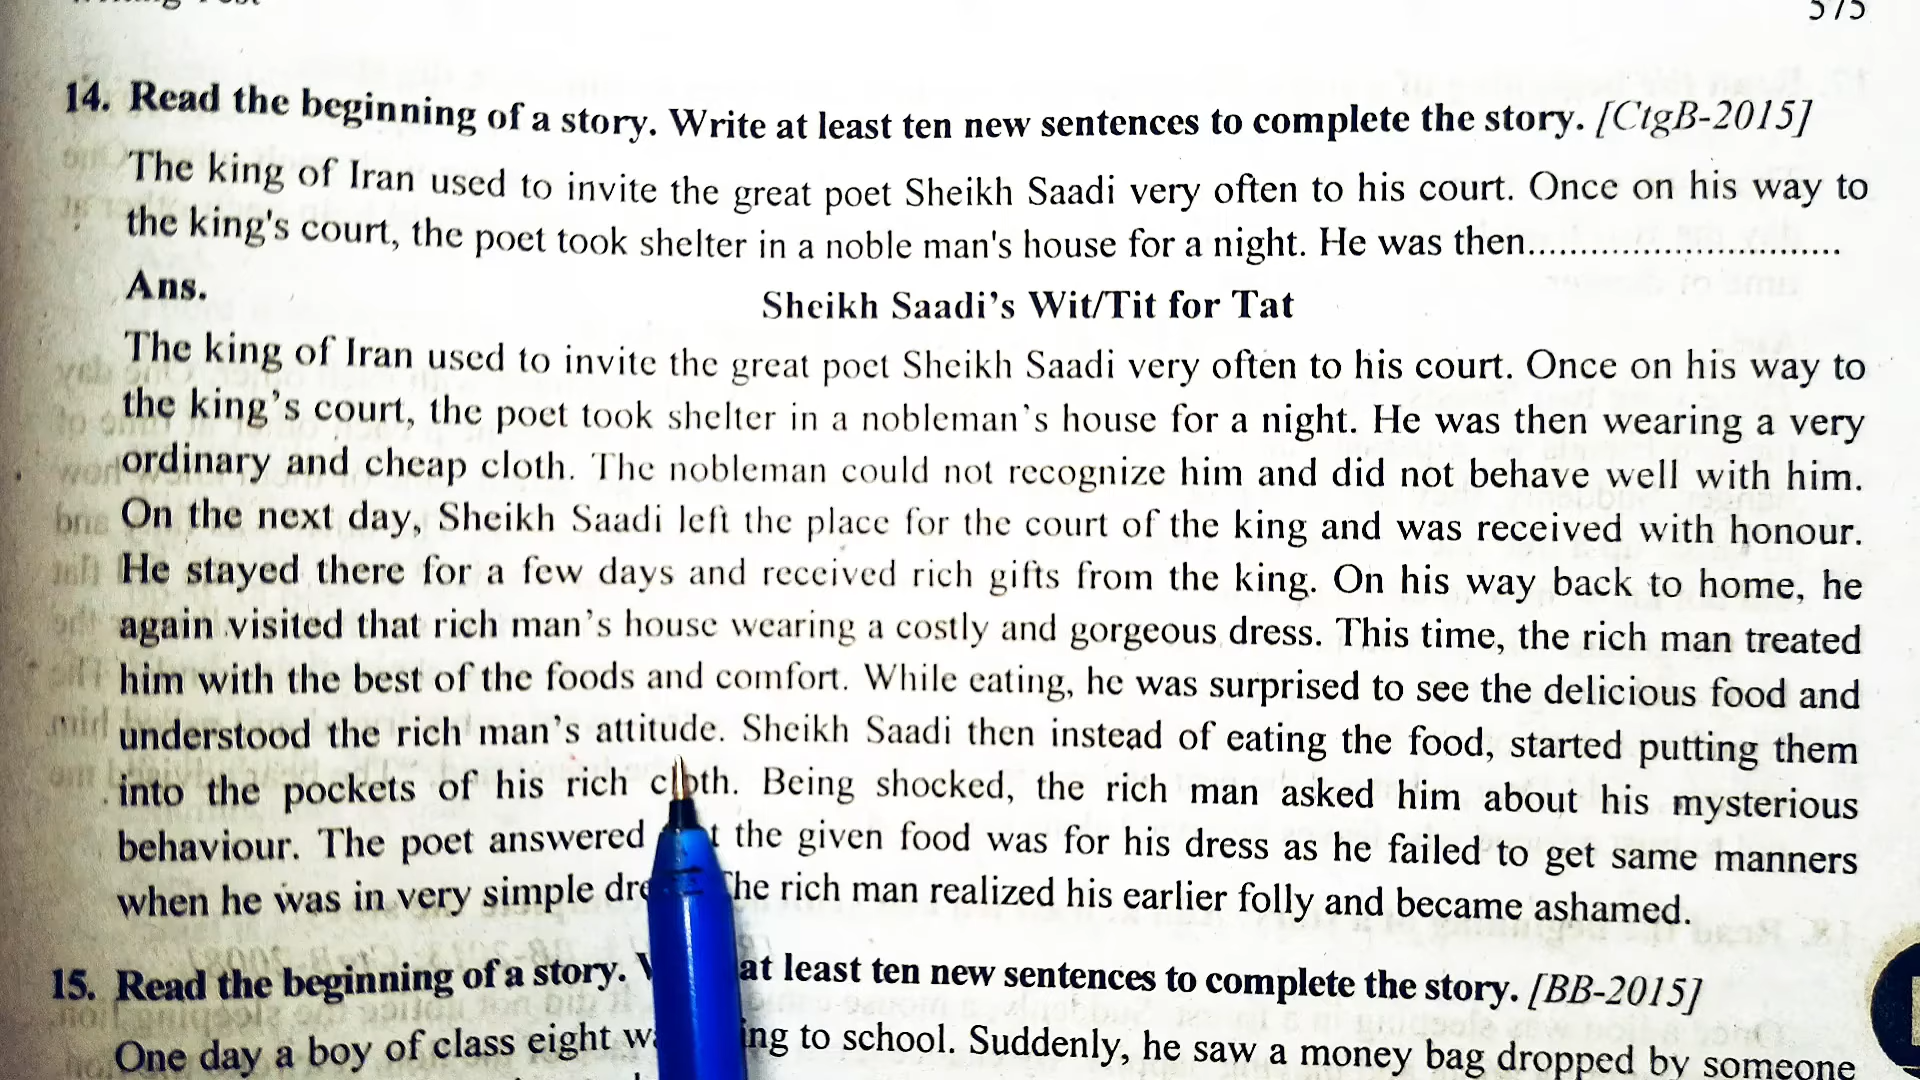 575
14. Read the beginning of a story. Write at least ten new sentences to complete the story. [CtgB-2015]
The king of Iran used to invite the great poet Sheikh Saadi very often to his court. Once on his way to
the king's court, the poet took shelter in a noble man's house for a night. He was then..............................
Ans.
Sheikh Saadi's Wit/Tit for Tat
The king of Iran used to invite the great poet Sheikh Saadi very often to his court. Once on his way to
the king's court, the poet took shelter in a nobleman's house for a night. He was then wearing a very
ordinary and cheap cloth. The nobleman could not recognize him and did not behave well with him.
On the next day, Sheikh Saadi left the place for the court of the king and was received with honour.
He stayed there for a few days and received rich gifts from the king. On his way back to home, he
again visited that rich man's house wearing a costly and gorgeous dress. This time, the rich man treated
him with the best of the foods and comfort. While eating, he was surprised to see the delicious food and
understood the rich man's attitude. Sheikh Saadi then instead of eating the food, started putting them
into the pockets of his rich cloth. Being shocked, the rich man asked him about his mysterious
behaviour. The poet answered the given food was for his dress as he failed to get same manners
when he was in very simple The rich man realized his earlier folly and became ashamed.
15. Read the beginning of a story. at least ten new sentences to complete the story. [BB-2015]
One day a boy of class eight to school. Suddenly, he saw a money bag dropped by someone